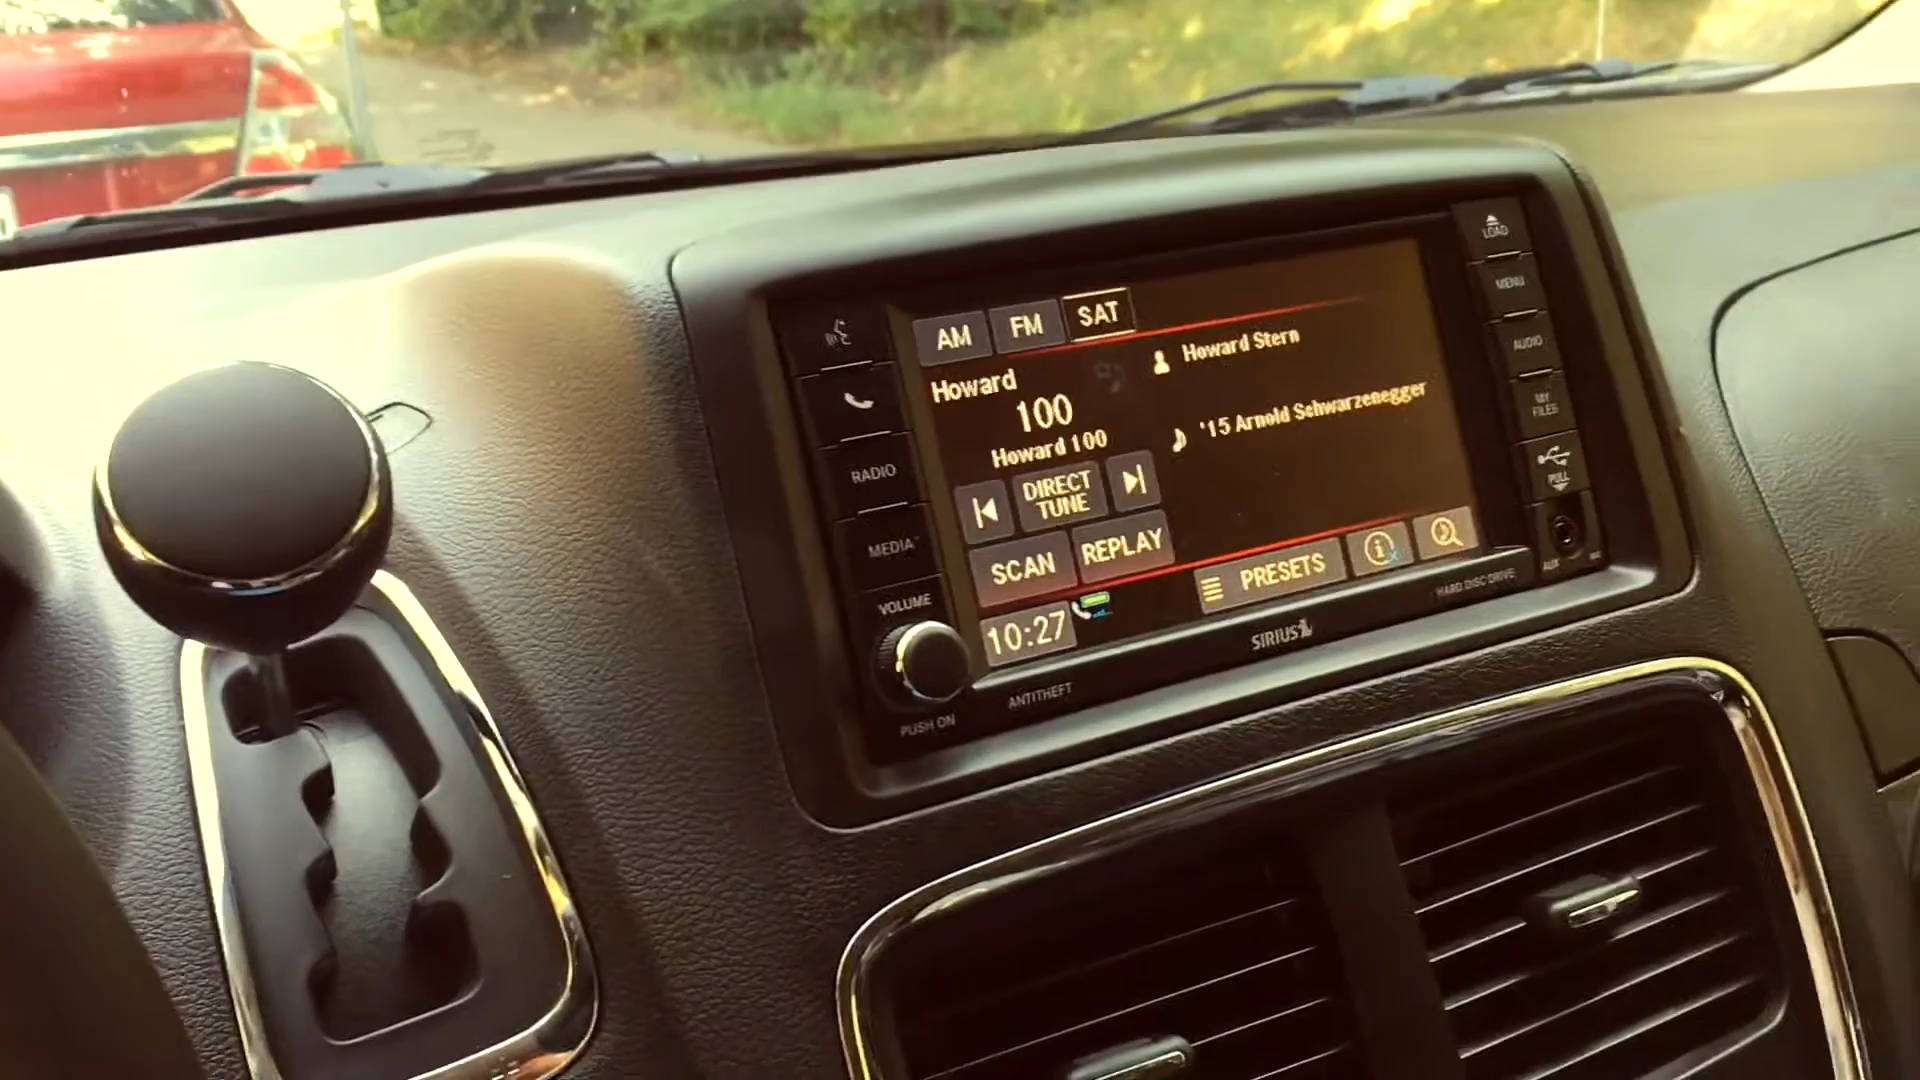 AM
FM
SAT
Howard
100
Howard 100
DIRECT
TUNE
SCAN
REPLAY
10:27
Howard Stern
'15 Arnold Schwarzenegger
PRESETS
RADIO
MEDIA
VOLUME
PUSH ON
ANTITHEFT
SIRIUS
HARD DISC DRIVE
LOAD
MENU
AUDIO
MY
FILES
PULL
AUX